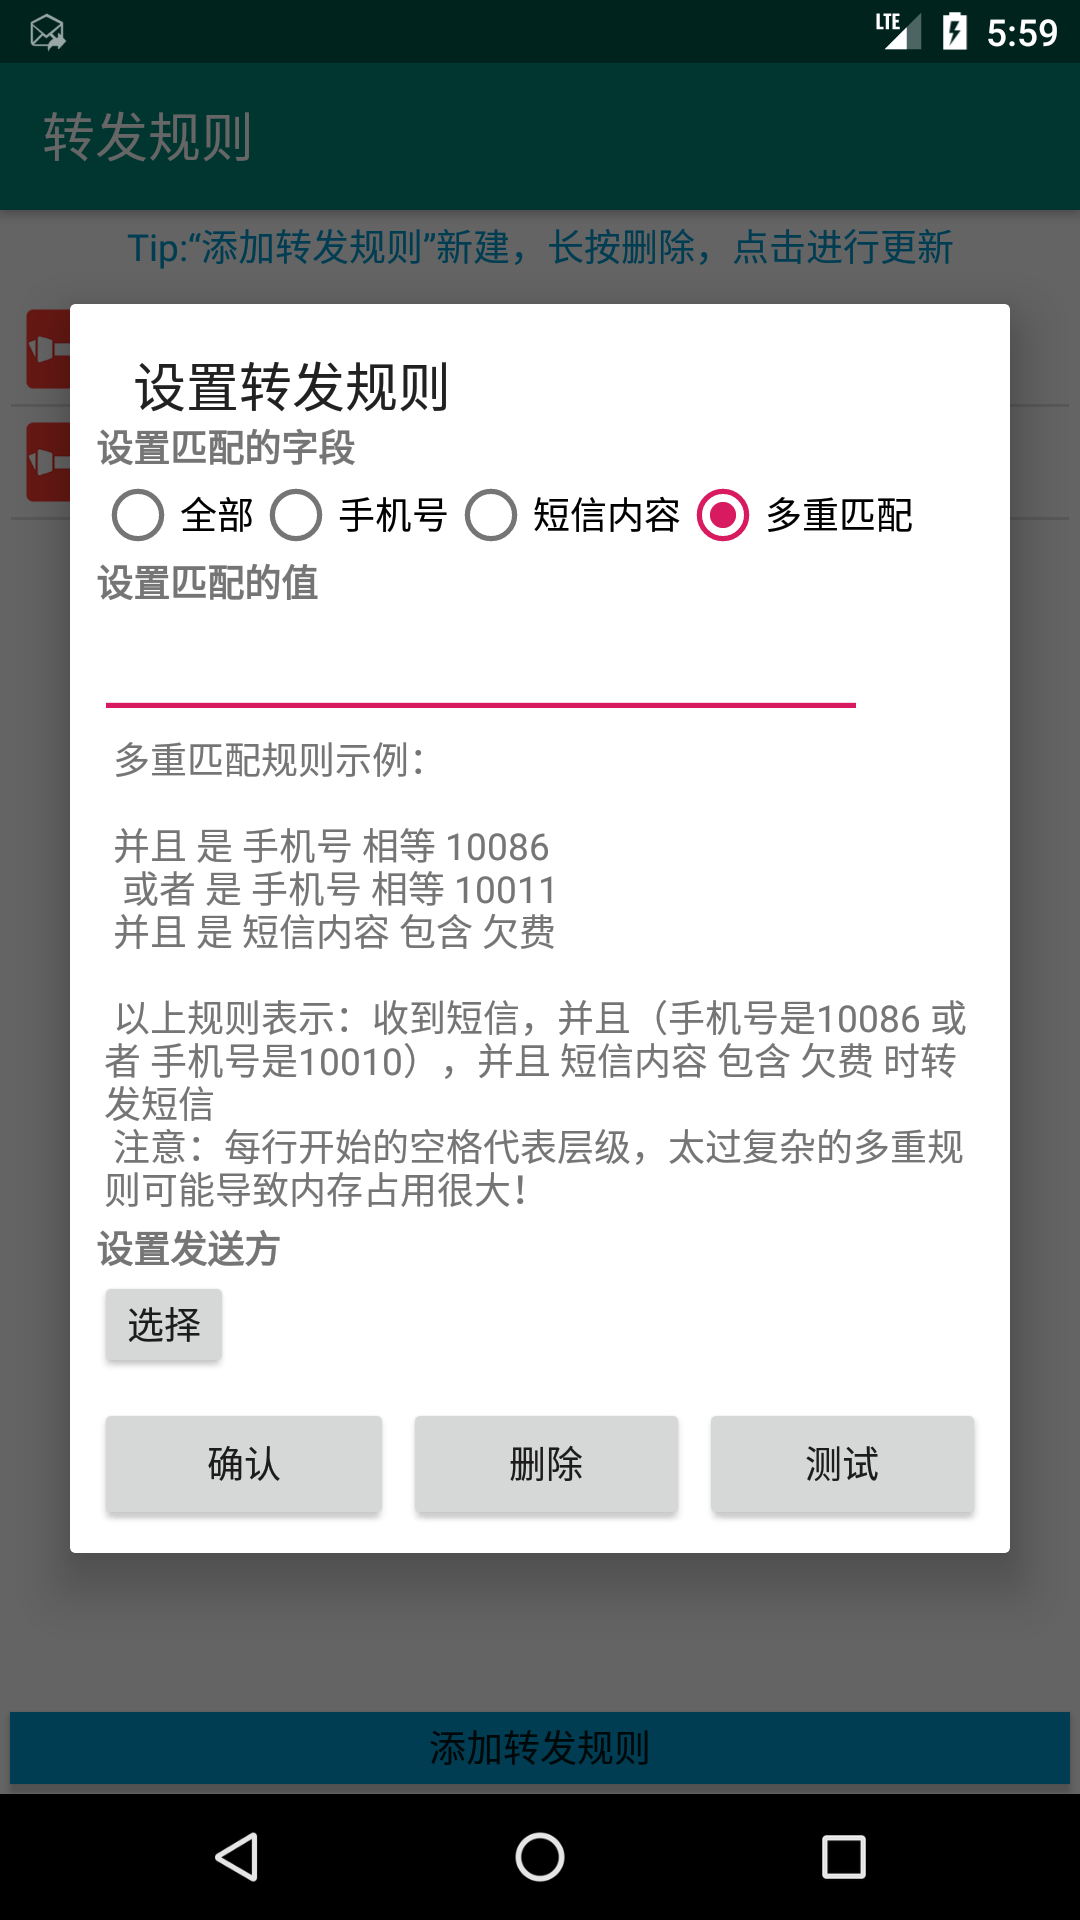 LTE 5:59
转发规则
Tip:“添加转发规则”新建，长按删除，点击进行更新
设置转发规则
设置匹配的字段
全部 手机号 短信内容 多重匹配
设置匹配的值
多重匹配规则示例：
并且 是 手机号 相等 10086
 或者 是 手机号 相等 10011
并且 是 短信内容 包含 欠费
以上规则表示：收到短信，并且（手机号是10086 或
者 手机号是10010），并且 短信内容 包含 欠费 时转
发短信
注意：每行开始的空格代表层级，太过复杂的多重规
则可能导致内存占用很大！
设置发送方
选择
确认 删除 测试
添加转发规则